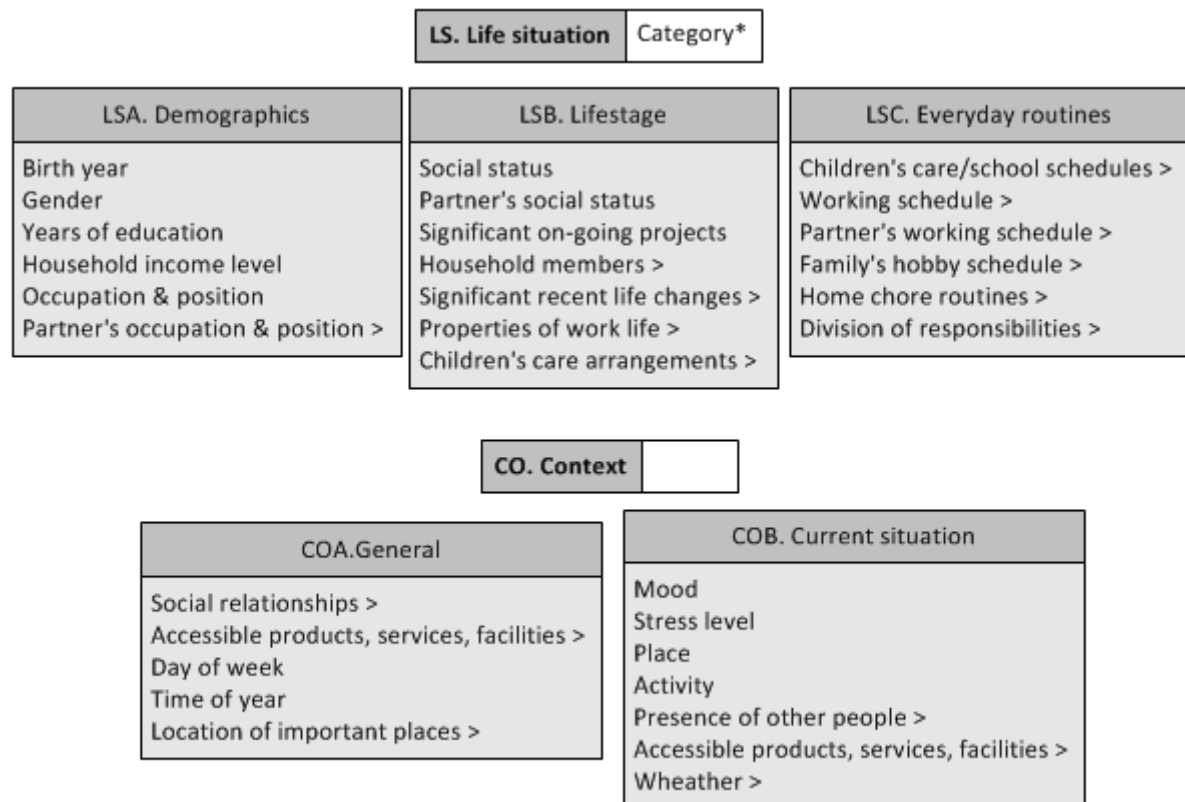 LS. Life situation Category*
LSA. Demographics
Birth year
Gender
Years of education
Household income level
Occupation & position
Partner's occupation & position >
LSB. Lifestage
Social status
Partner's social status
Significant on-going projects
Household members >
Significant recent life changes >
Properties of work life >
Children's care arrangements >
LSC. Everyday routines
Children's care/school schedules >
Working schedule >
Partner's working schedule >
Family's hobby schedule >
Home chore routines >
Division of responsibilities >
CO. Context
COA.General
Social relationships >
Accessible products, services, facilities >
Day of week
Time of year
Location of important places >
COB. Current situation
Mood
Stress level
Place
Activity
Presence of other people >
Accessible products, services, facilities >
Wheather >